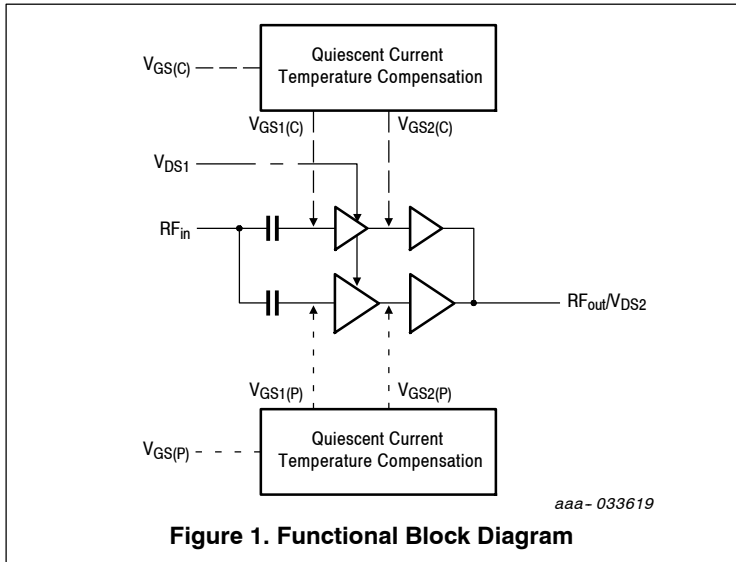 Quiescent Current
Temperature Compensation
VGS(C)
VGS1(C)
VGS2(C)
VDS1
RFin
RFout/VDS2
VGS1(P)
VGS2(P)
Quiescent Current
Temperature Compensation
VGS(P)
aaa-033619
Figure 1. Functional Block Diagram